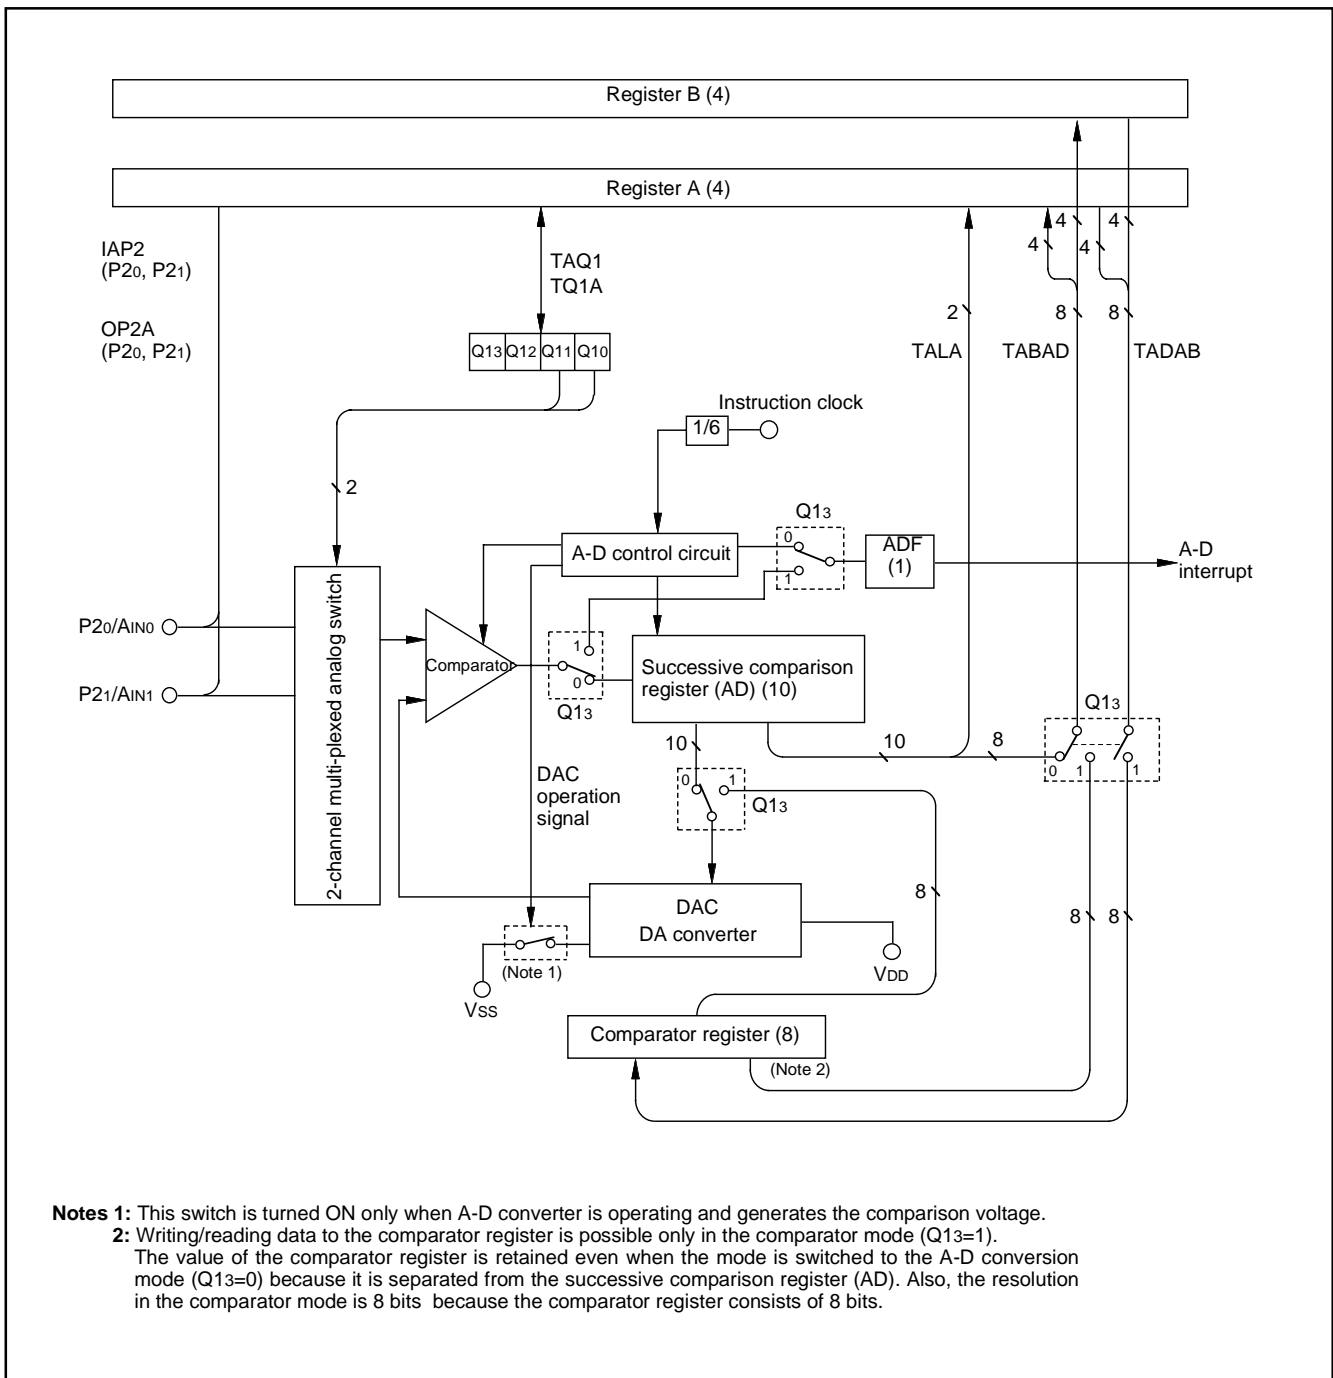 Register B (4)
Register A (4)
IAP2
(P20, P21)
OP2A
(P20, P21)
TAQ1
TQ1A
Q13 Q12 Q11 Q10
2
4
4
4
4
2
8
8
TALA
TABAD
TADAB
Instruction clock
1/6
Q13
0
1
A-D control circuit
ADF
(1)
A-D
interrupt
2-channel multi-plexed analog switch
P20/AIN0
P21/AIN1
Comparator
1
0
Q13
Successive comparison
register (AD) (10)
10
10
8
Q13
0
1
1
DAC
operation
signal
0
1
Q13
8
8
8
DAC
DA converter
(Note 1)
VSS
VDD
Comparator register (8)
(Note 2)
Notes 1: This switch is turned ON only when A-D converter is operating and generates the comparison voltage.
2: Writing/reading data to the comparator register is possible only in the comparator mode (Q13=1).
The value of the comparator register is retained even when the mode is switched to the A-D conversion
mode (Q13=0) because it is separated from the successive comparison register (AD). Also, the resolution
in the comparator mode is 8 bits because the comparator register consists of 8 bits.